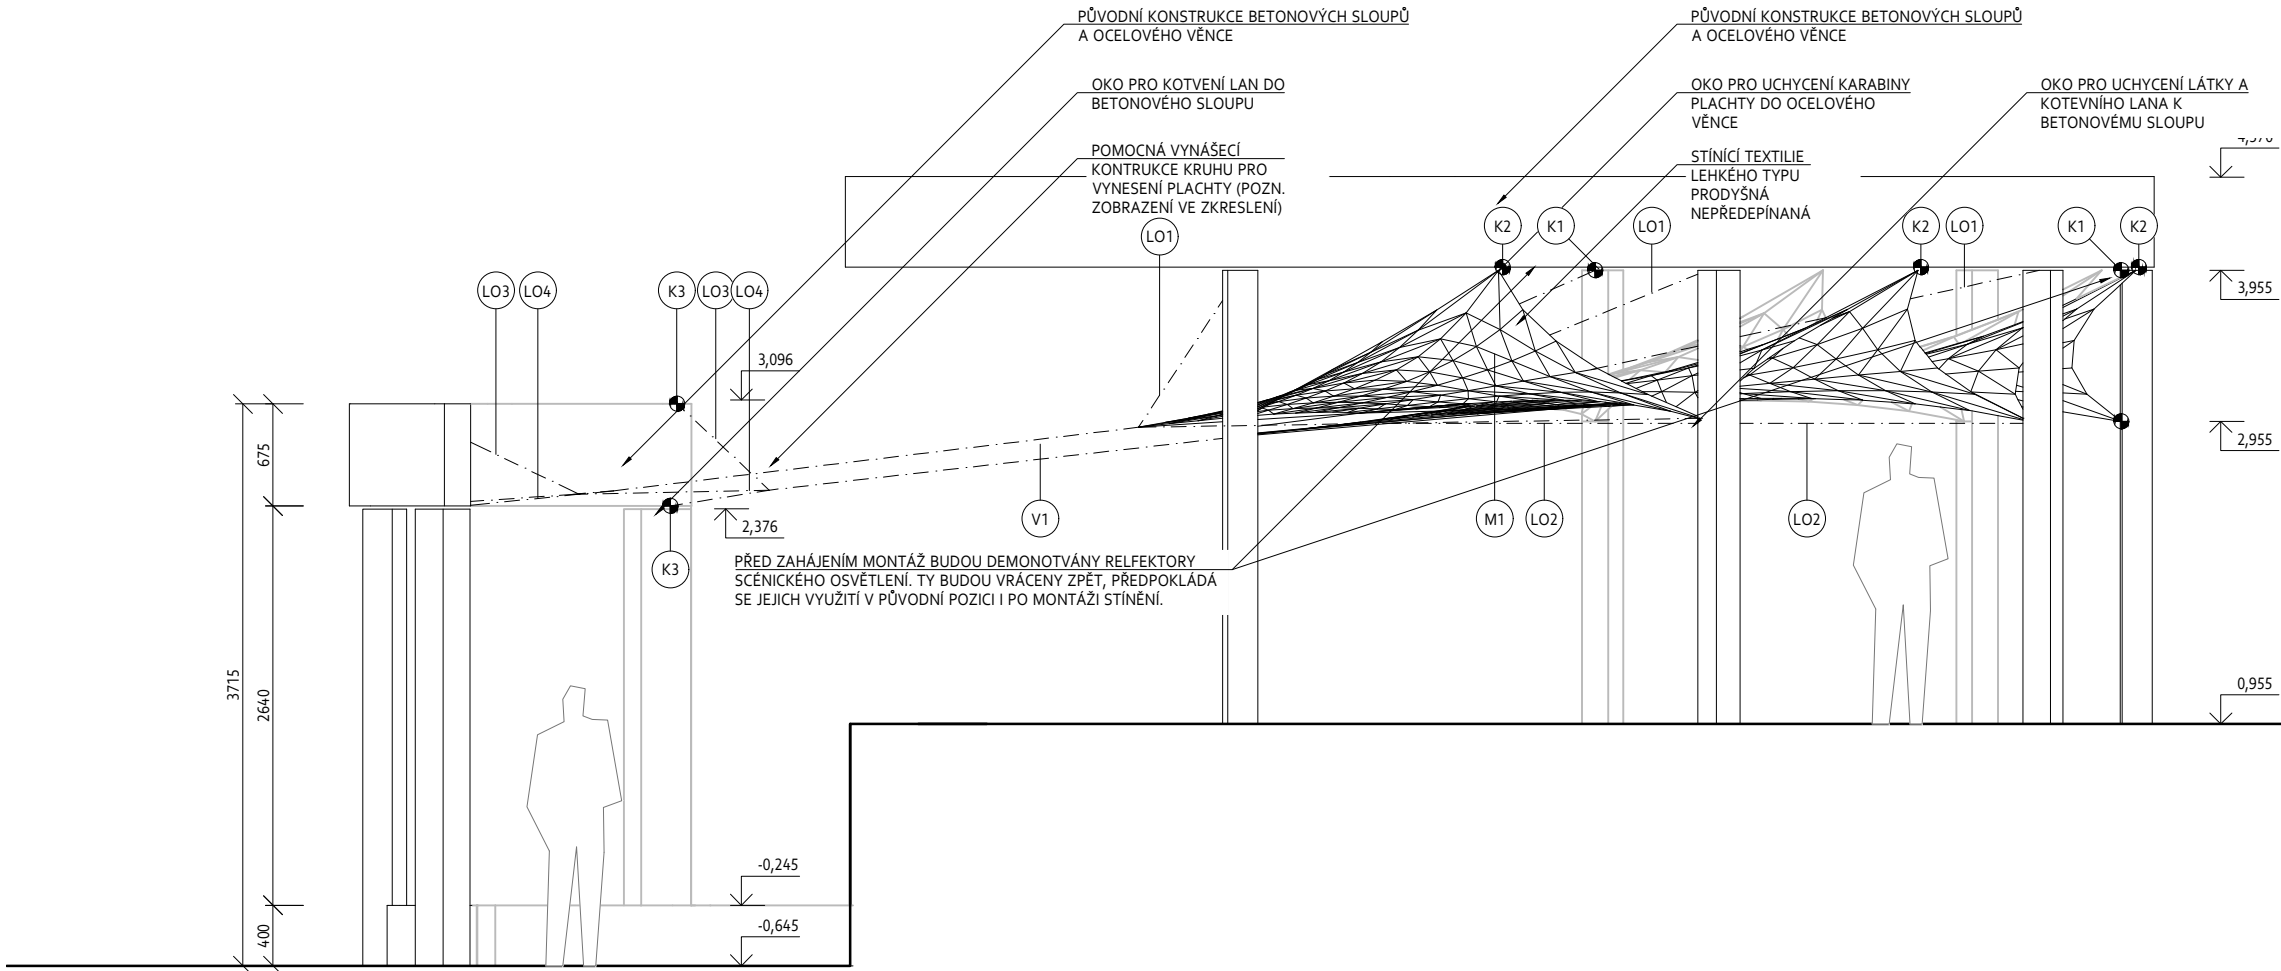 PŮVODNÍ KONSTRUKCE BETONOVÝCH SLOUPŮ
A OCELOVÉHO VĚNCE
PŮVODNÍ KONSTRUKCE BETONOVÝCH SLOUPŮ
A OCELOVÉHO VĚNCE
OKO PRO KOTVENÍ LAN DO
BETONOVÉHO SLOUPU
OKO PRO UCHYCENÍ KARABINY
PLACHTY DO OCELOVÉHO
VĚNCE
OKO PRO UCHYCENÍ LÁTKY A
KOTEVNÍHO LANA K
BETONOVÉMU SLOUPU
POMOCNÁ VYNÁŠECÍ
KONTRUKCE KRUHU PRO
VYNESENÍ PLACHTY (POZN.
ZOBRAZENÍ VE ZKRESLENÍ)
STÍNÍCÍ TEXTILIE
LEHKÉHO TYPU
PRODYŠNÁ
NEPŘEDEPÍNANÁ
LO1
K2
K1
LO1
K2
LO1
K1
K2
LO3
LO4
K3
LO3
LO4
3,955
3,096
675
2,955
2,376
V1
M1
LO2
LO2
K3
PŘED ZAHÁJENÍM MONTÁŽ BUDOU DEMONOTVÁNY RELFEKTORY
SCÉNICKÉHO OSVĚTLENÍ. TY BUDOU VRÁCENY ZPĚT, PŘEDPOKLÁDÁ
SE JEJICH VYUŽITÍ V PŮVODNÍ POZICI I PO MONTÁŽI STÍNĚNÍ.
3715
2640
0,955
-0,245
400
-0,645